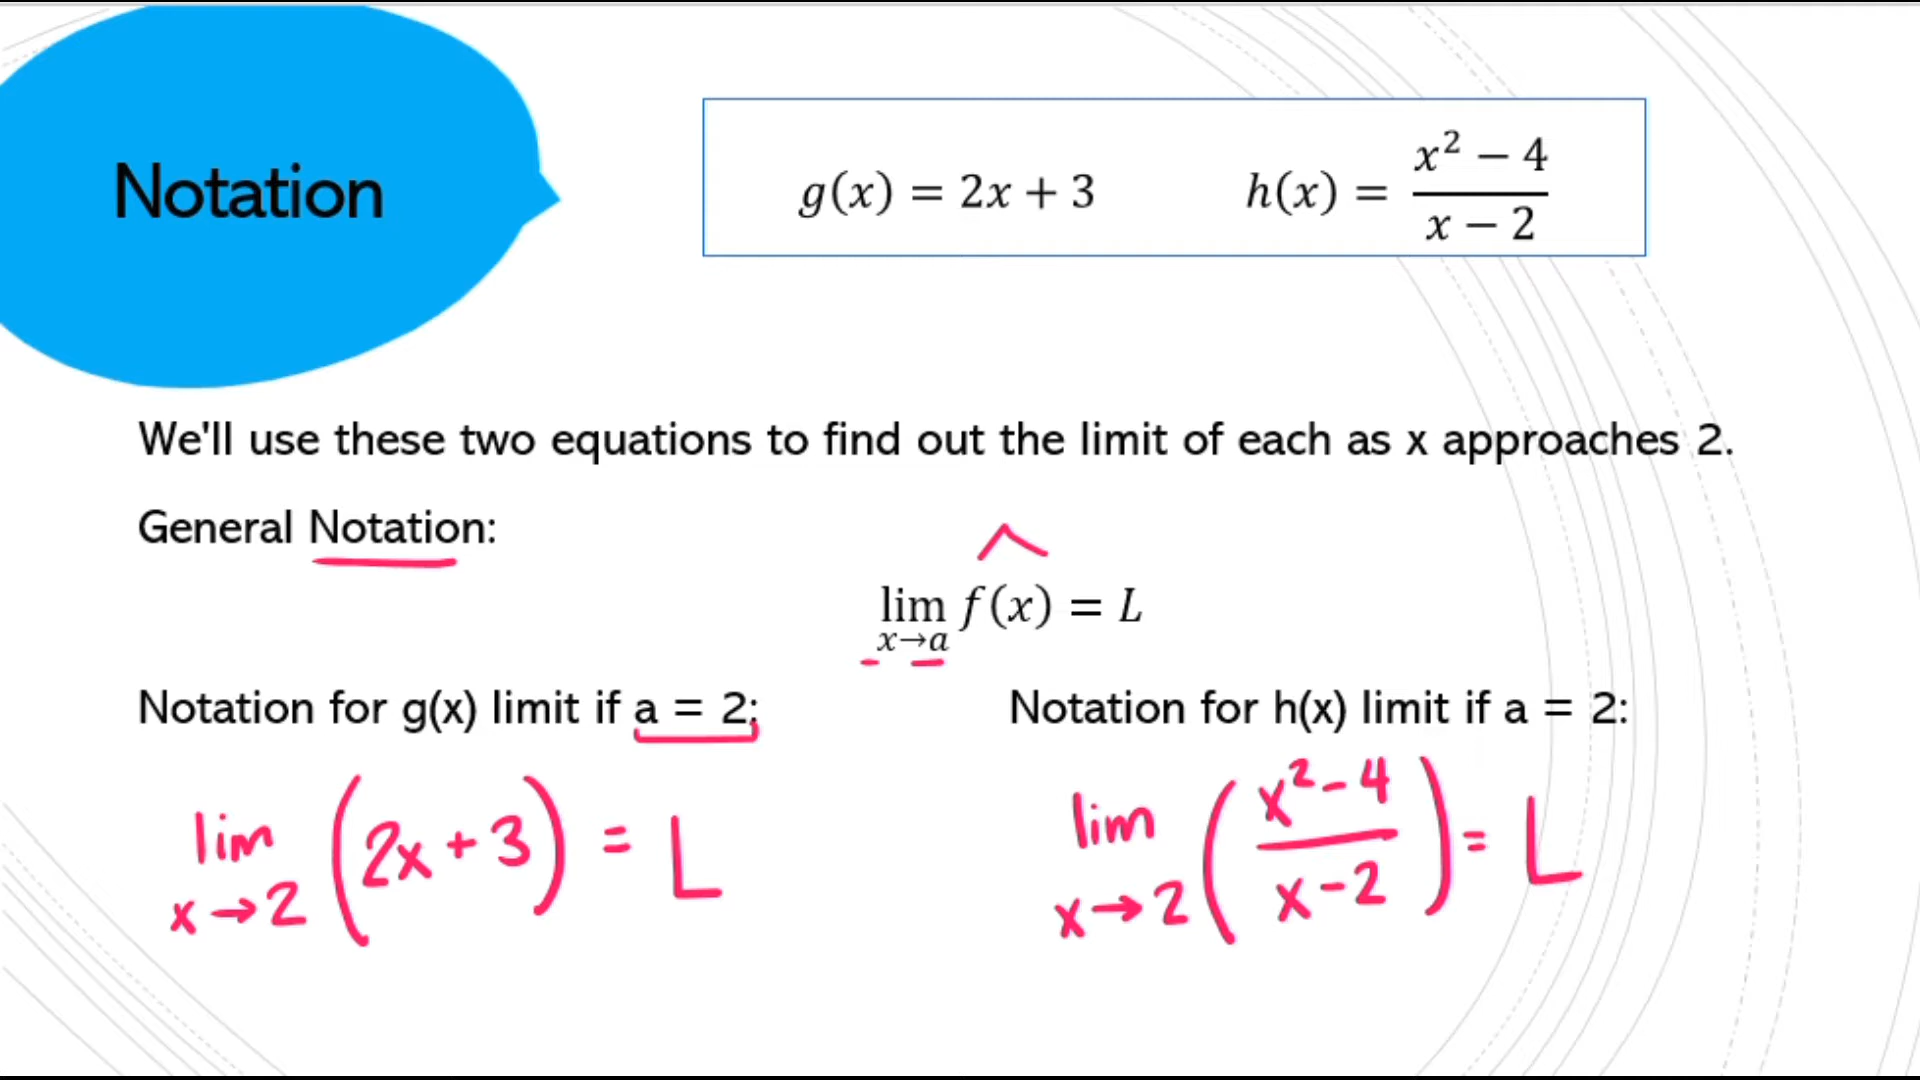 Notation
g(x) = 2x + 3
h(x) = (x² − 4)/(x − 2)
We'll use these two equations to find out the limit of each as x approaches 2.
General Notation:
lim x→a f(x) = L
Notation for g(x) limit if a = 2:
Notation for h(x) limit if a = 2:
lim x→2 (2x + 3) = L
lim x→2 ((x² − 4)/(x − 2)) = L